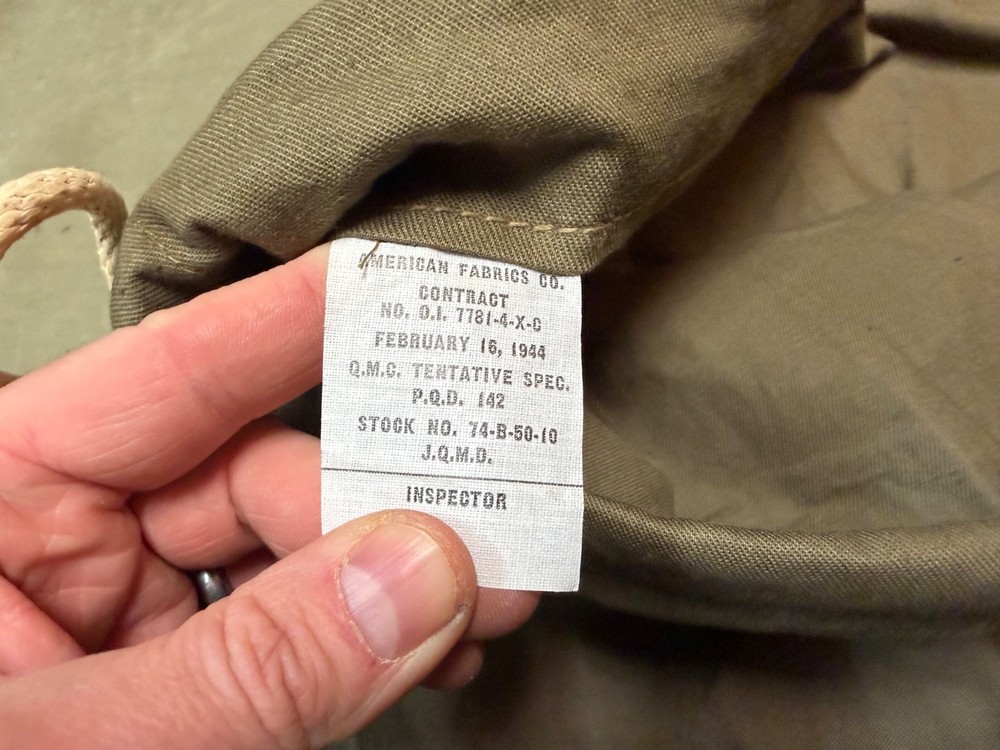 AMERICAN FABRICS CO.
CONTRACT
NO. O.I. 7781-4-X-C
FEBRUARY 16, 1944
Q.M.C. TENTATIVE SPEC.
P.Q.D. 142
STOCK NO. 74-B-50-10
J.Q.M.D.
INSPECTOR